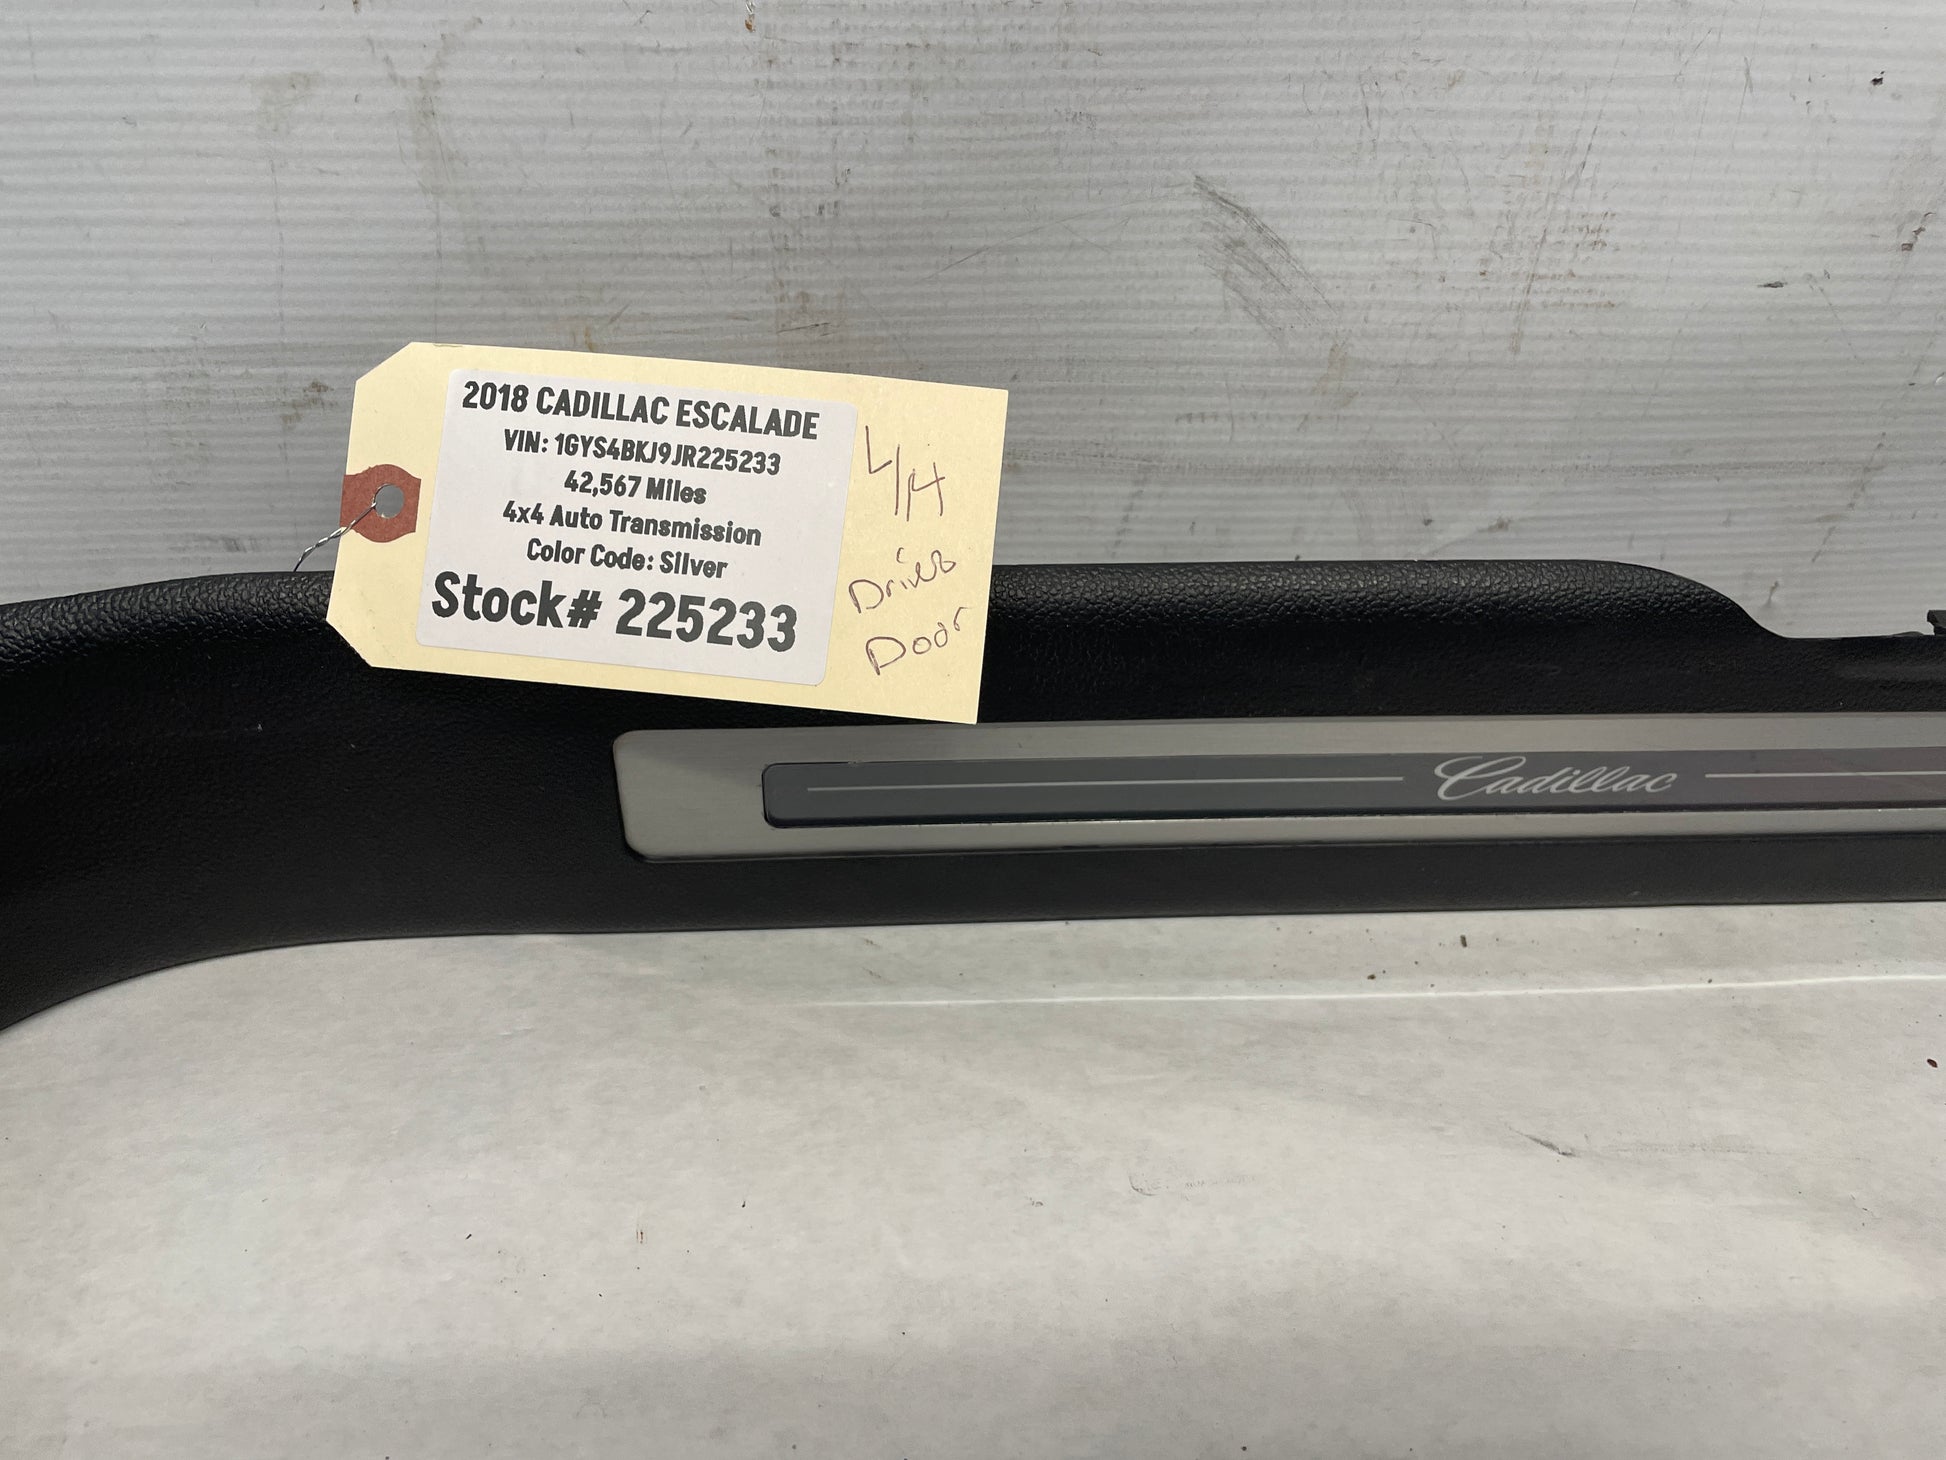 2018 CADILLAC ESCALADE
VIN: 1GYS4BKJ9JR225233
42,567 Miles
4x4 Auto Transmission
Color Code: Silver
Stock# 225233
L/H
Driver
Door
Cadillac